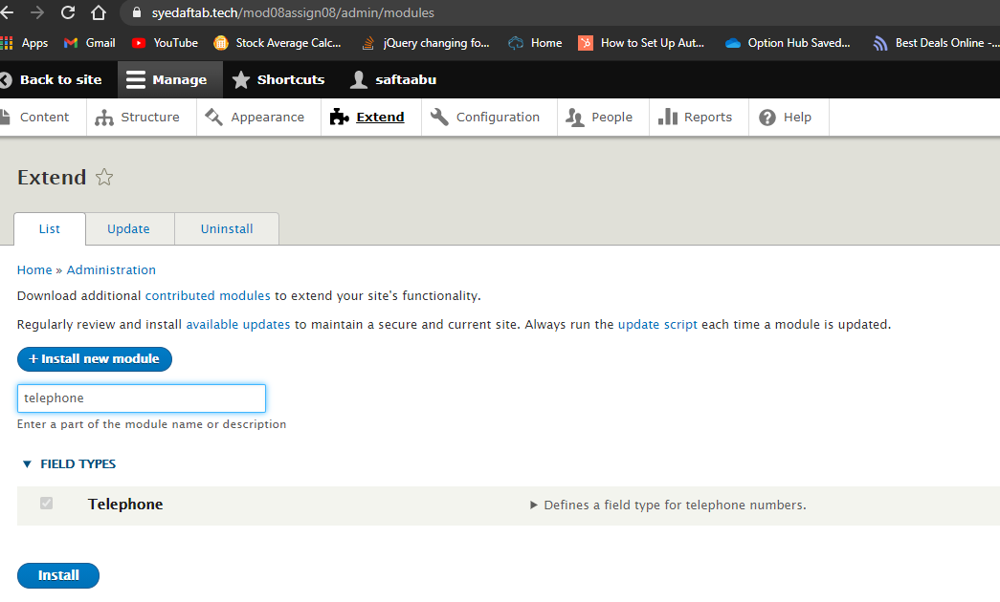 syedaftab.tech/mod08assign08/admin/modules
Apps Gmail YouTube Stock Average Calc... jQuery changing fo... Home How to Set Up Aut... Option Hub Saved... Best Deals Online -...
Back to site Manage Shortcuts saftaabu
Content Structure Appearance Extend Configuration People Reports Help
Extend
List Update Uninstall
Home » Administration
Download additional contributed modules to extend your site's functionality.
Regularly review and install available updates to maintain a secure and current site. Always run the update script each time a module is updated.
+ Install new module
telephone
Enter a part of the module name or description
▼ FIELD TYPES
Telephone ▶ Defines a field type for telephone numbers.
Install